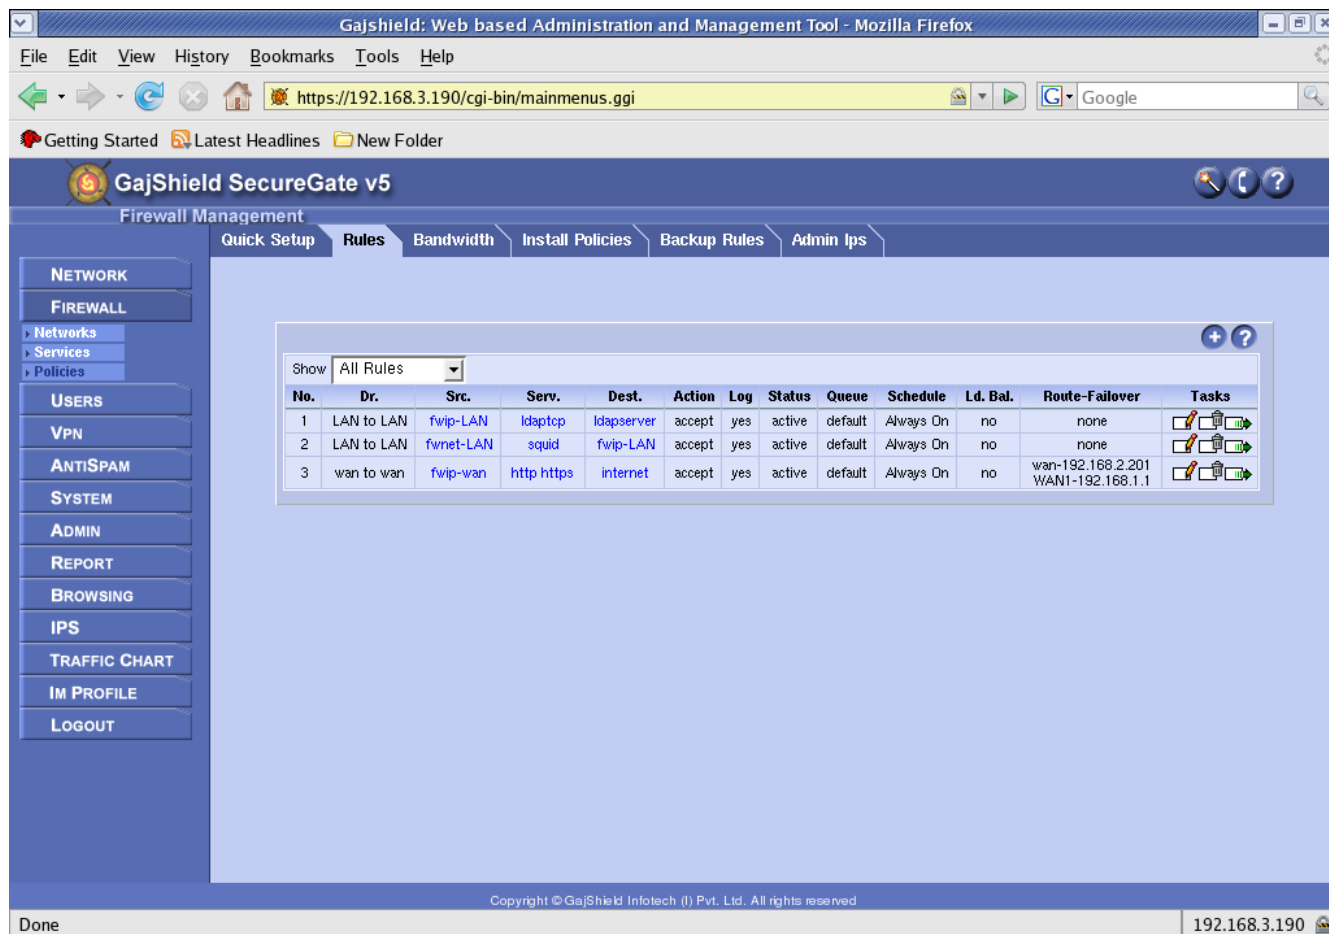 Gajshield: Web based Administration and Management Tool - Mozilla Firefox
File Edit View History Bookmarks Tools Help
https://192.168.3.190/cgi-bin/mainmenus.ggi G Google
Getting Started Latest Headlines New Folder
GajShield SecureGate v5
Firewall Management
Quick Setup Rules Bandwidth Install Policies Backup Rules Admin Ips
NETWORK
FIREWALL
Networks
Services
Policies
USERS
VPN
ANTISPAM
SYSTEM
ADMIN
REPORT
BROWSING
IPS
TRAFFIC CHART
IM PROFILE
LOGOUT
Show All Rules
No. Dr. Src. Serv. Dest. Action Log Status Queue Schedule Ld. Bal. Route-Failover Tasks
1 LAN to LAN fwip-LAN ldaptcp ldapserver accept yes active default Always On no none
2 LAN to LAN fwnet-LAN squid fwip-LAN accept yes active default Always On no none
3 wan to wan fwip-wan http https internet accept yes active default Always On no wan-192.168.2.201
WAN1-192.168.1.1
Copyright © GajShield Infotech (I) Pvt. Ltd. All rights reserved
Done 192.168.3.190